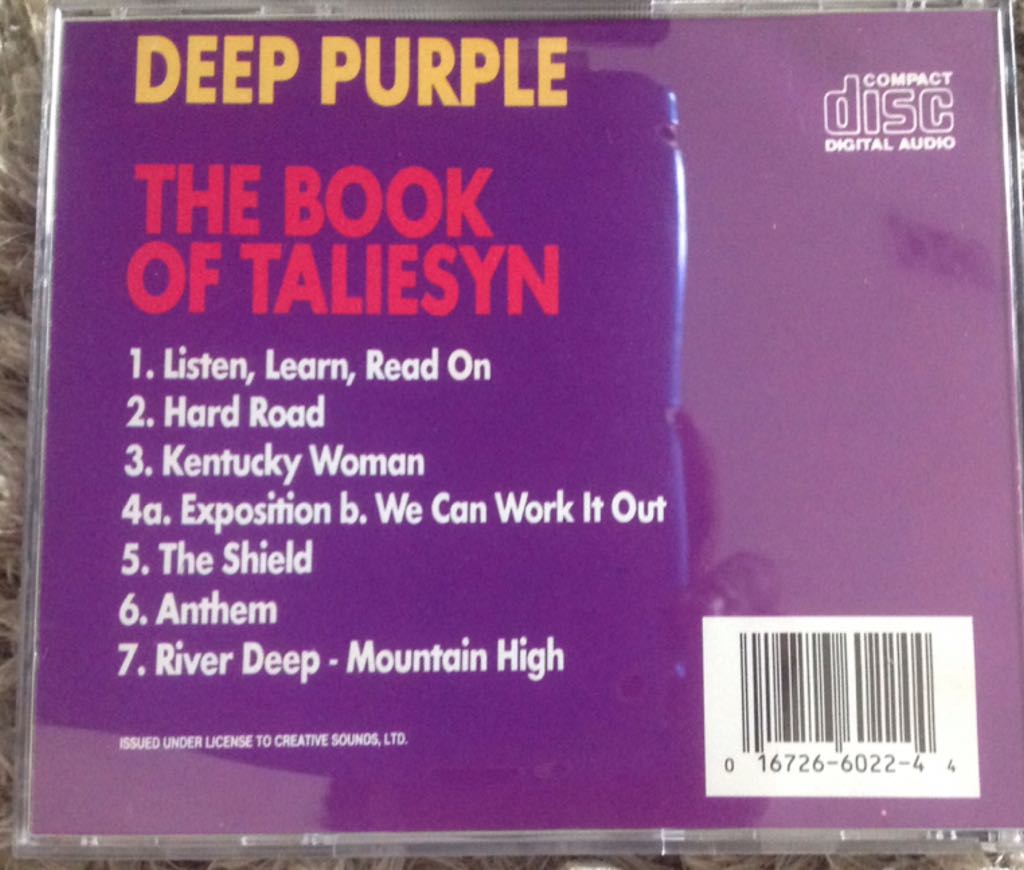 DEEP PURPLE
COMPACT
disc
DIGITAL AUDIO
THE BOOK
OF TALIESYN
1. Listen, Learn, Read On
2. Hard Road
3. Kentucky Woman
4a. Exposition b. We Can Work It Out
5. The Shield
6. Anthem
7. River Deep - Mountain High
ISSUED UNDER LICENSE TO CREATIVE SOUNDS, LTD.
0 16726-6022-4 4